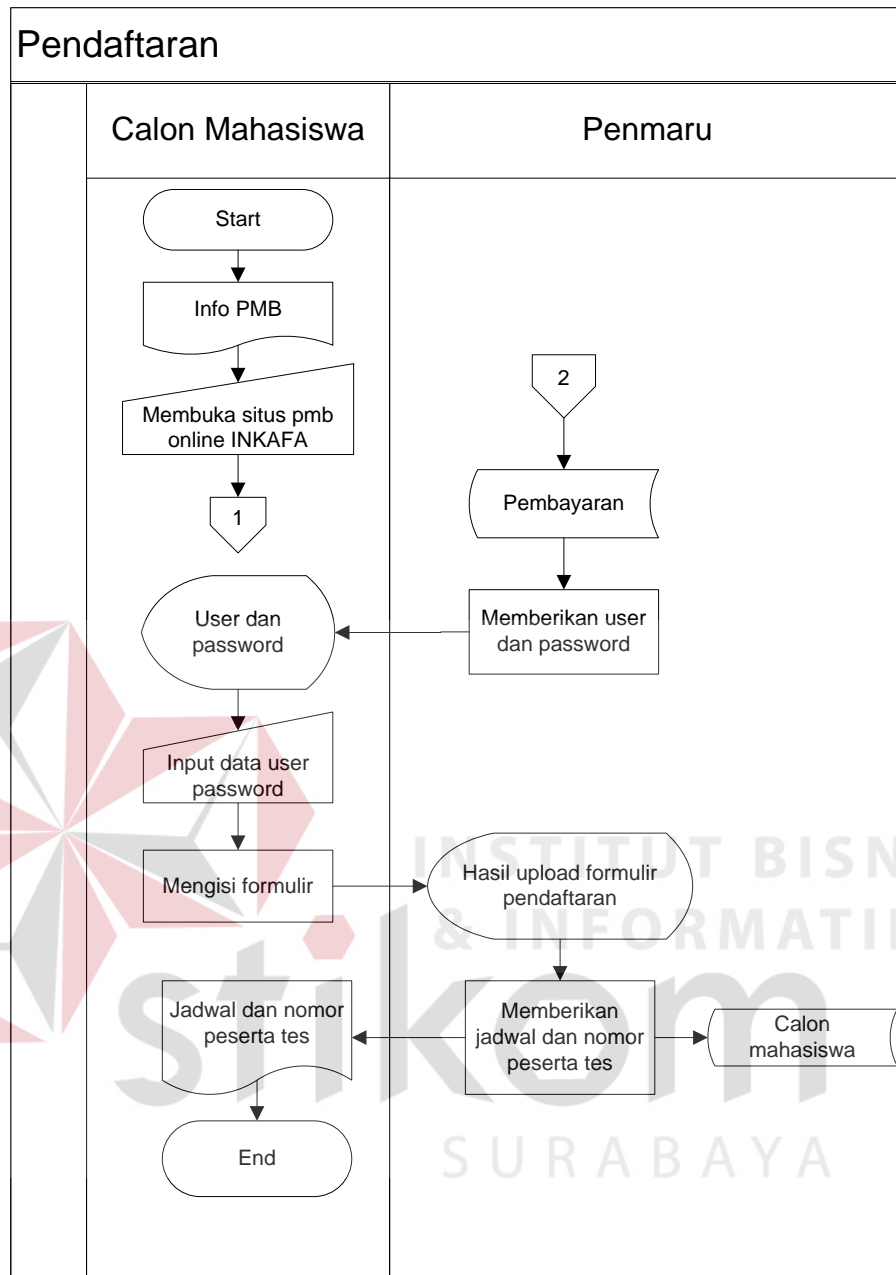 Pendaftaran
Calon Mahasiswa
Penmaru
Start
Info PMB
Membuka situs pmb
online INKAFA
1
2
Pembayaran
Memberikan user
dan password
User dan
password
Input data user
password
Mengisi formulir
Hasil upload formulir
pendaftaran
Memberikan
jadwal dan nomor
peserta tes
Calon
mahasiswa
Jadwal dan nomor
peserta tes
End
INSTITUT BISN
& INFORMATI
stikom
SURABAYA